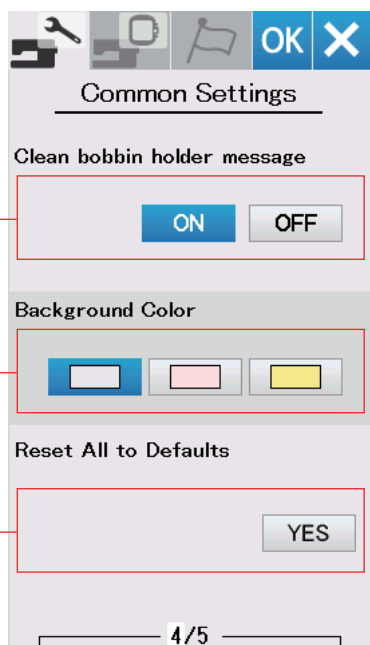 OK
Common Settings
Clean bobbin holder message
ON OFF
Background Color
Reset All to Defaults
YES
4/5